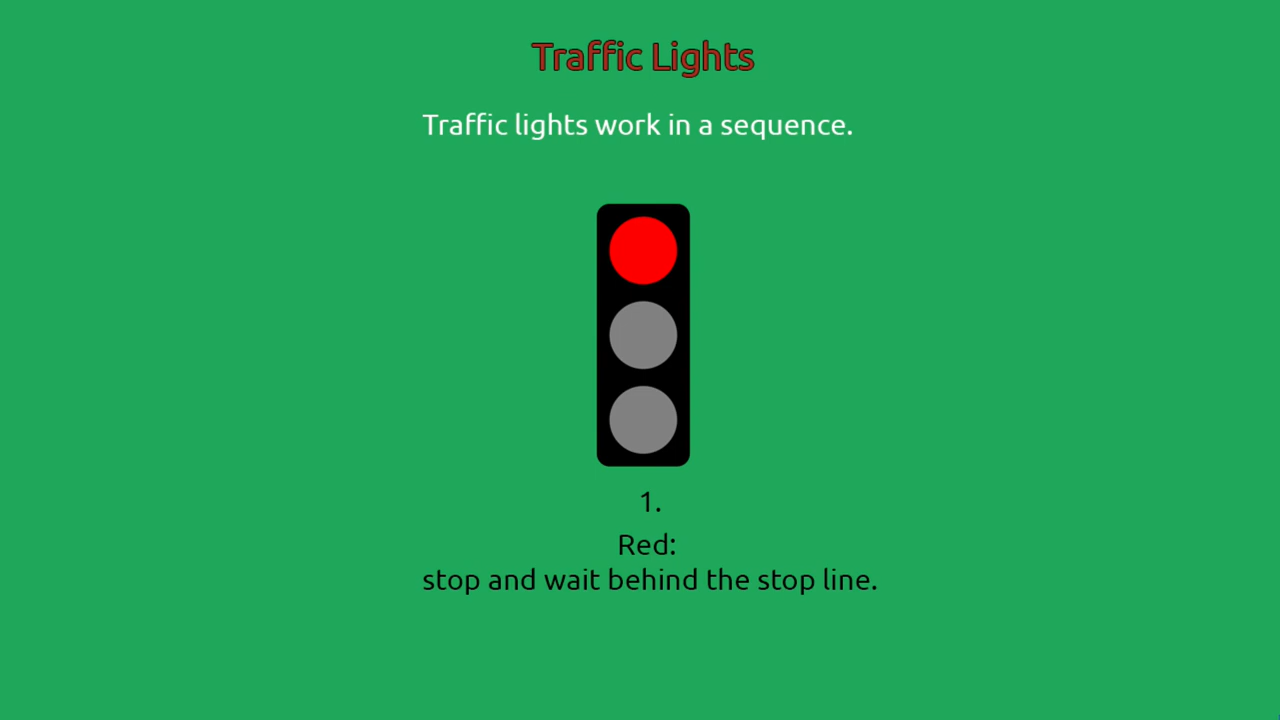 Traffic Lights
Traffic lights work in a sequence.
1.
Red:
stop and wait behind the stop line.